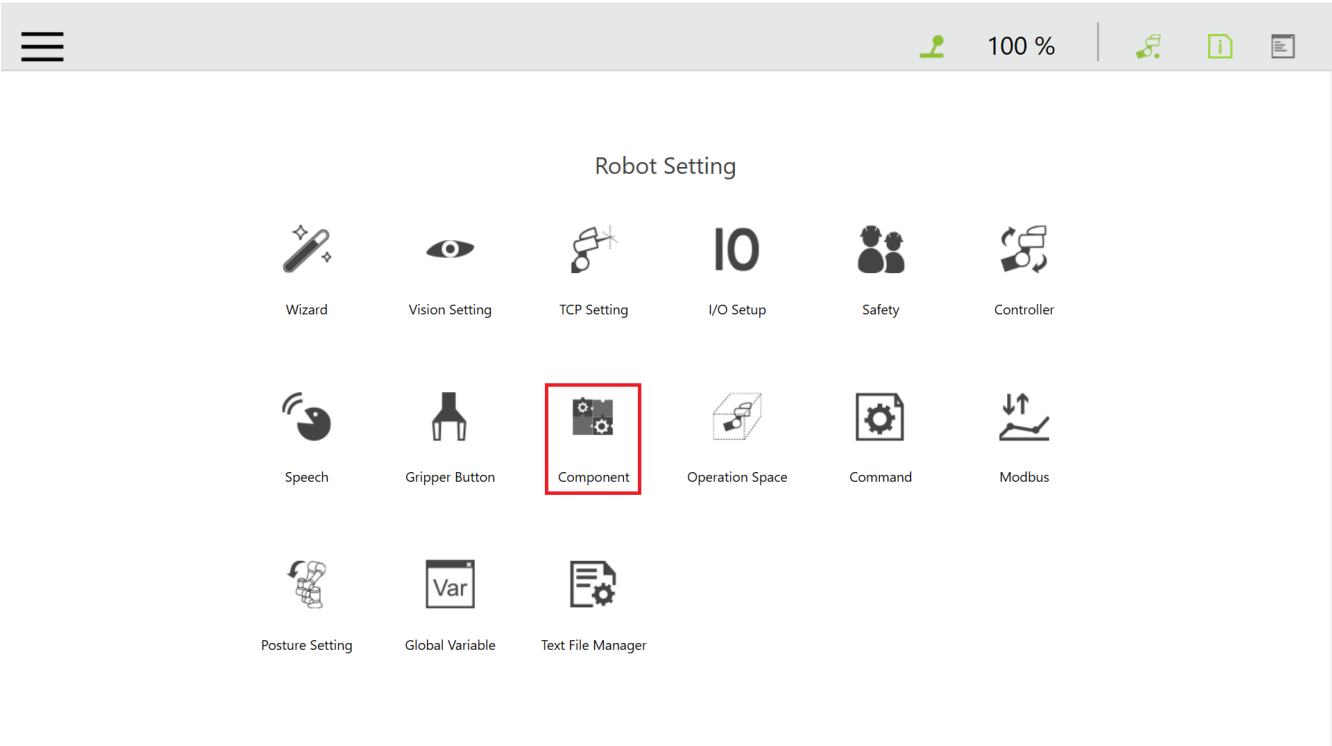 100 %
Robot Setting
IO
Wizard Vision Setting TCP Setting I/O Setup Safety Controller
Speech Gripper Button Component Operation Space Command Modbus
Var
Posture Setting Global Variable Text File Manager